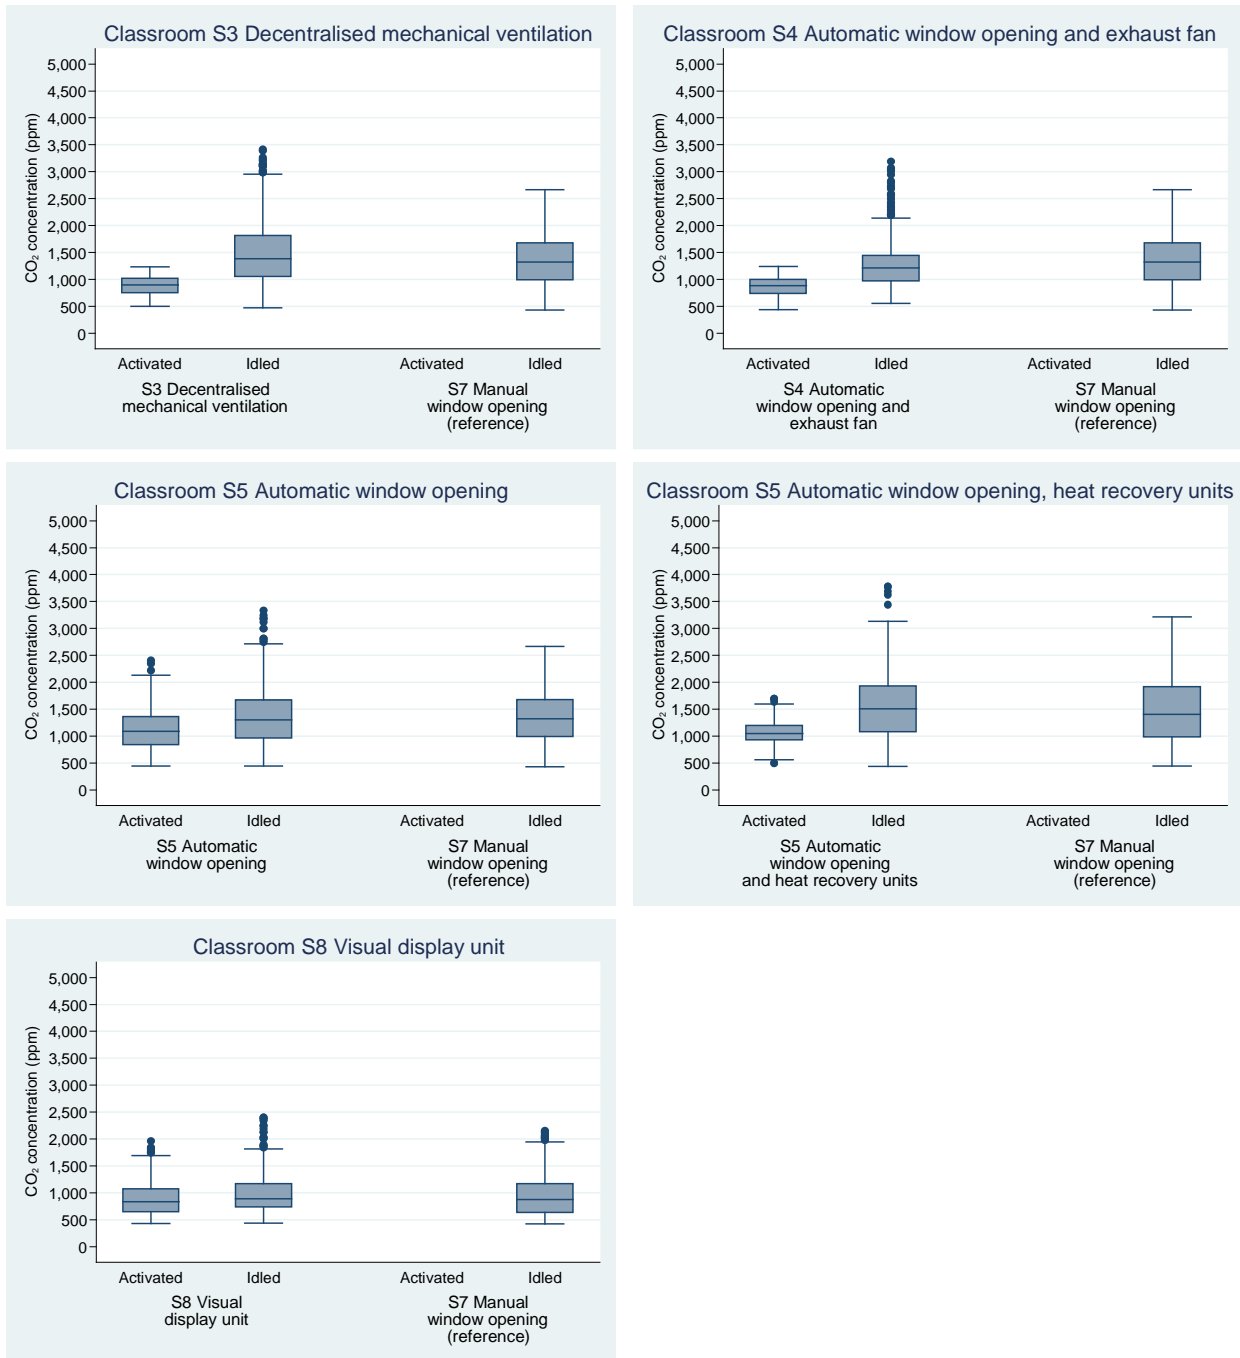 Classroom S3 Decentralised mechanical ventilation
CO₂ concentration (ppm)
5,000
4,500
4,000
3,500
3,000
2,500
2,000
1,500
1,000
500
0
Activated Idled Activated Idled
S3 Decentralised
mechanical ventilation
S7 Manual
window opening
(reference)
Classroom S4 Automatic window opening and exhaust fan
CO₂ concentration (ppm)
5,000
4,500
4,000
3,500
3,000
2,500
2,000
1,500
1,000
500
0
Activated Idled Activated Idled
S4 Automatic
window opening and
exhaust fan
S7 Manual
window opening
(reference)
Classroom S5 Automatic window opening
CO₂ concentration (ppm)
5,000
4,500
4,000
3,500
3,000
2,500
2,000
1,500
1,000
500
0
Activated Idled Activated Idled
S5 Automatic
window opening
S7 Manual
window opening
(reference)
Classroom S5 Automatic window opening, heat recovery units
CO₂ concentration (ppm)
5,000
4,500
4,000
3,500
3,000
2,500
2,000
1,500
1,000
500
0
Activated Idled Activated Idled
S5 Automatic
window opening
and heat recovery units
S7 Manual
window opening
(reference)
Classroom S8 Visual display unit
CO₂ concentration (ppm)
5,000
4,500
4,000
3,500
3,000
2,500
2,000
1,500
1,000
500
0
Activated Idled Activated Idled
S8 Visual
display unit
S7 Manual
window opening
(reference)